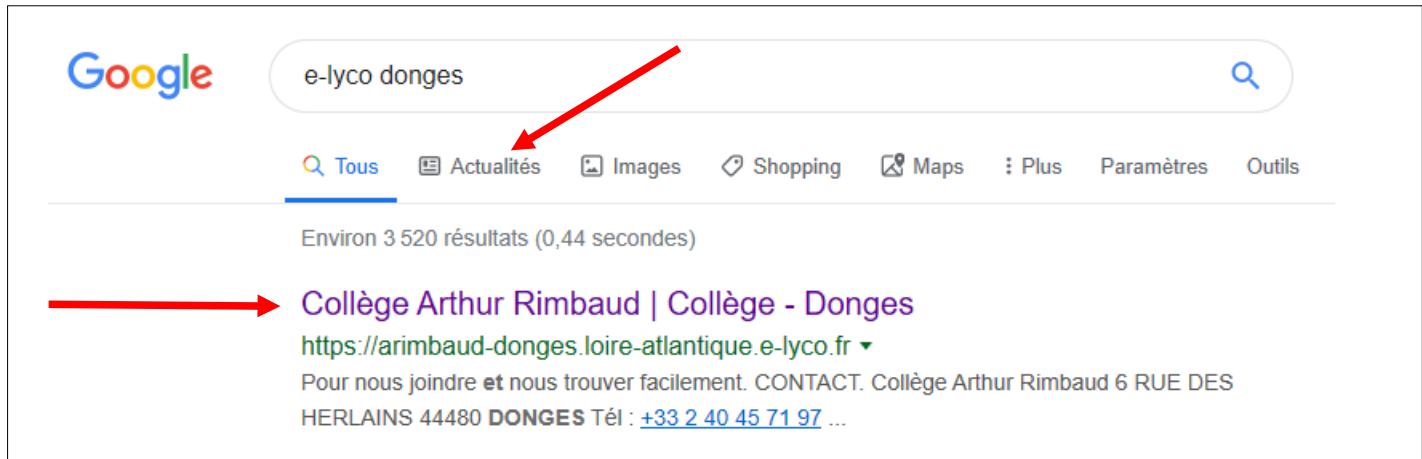 Google
e-lyco donges
Tous Actualités Images Shopping Maps Plus Paramètres Outils
Environ 3 520 résultats (0,44 secondes)
Collège Arthur Rimbaud | Collège - Donges
https://arimbaud-donges.loire-atlantique.e-lyco.fr
Pour nous joindre et nous trouver facilement. CONTACT. Collège Arthur Rimbaud 6 RUE DES
HERLAINS 44480 DONGES Tél : +33 2 40 45 71 97 ...